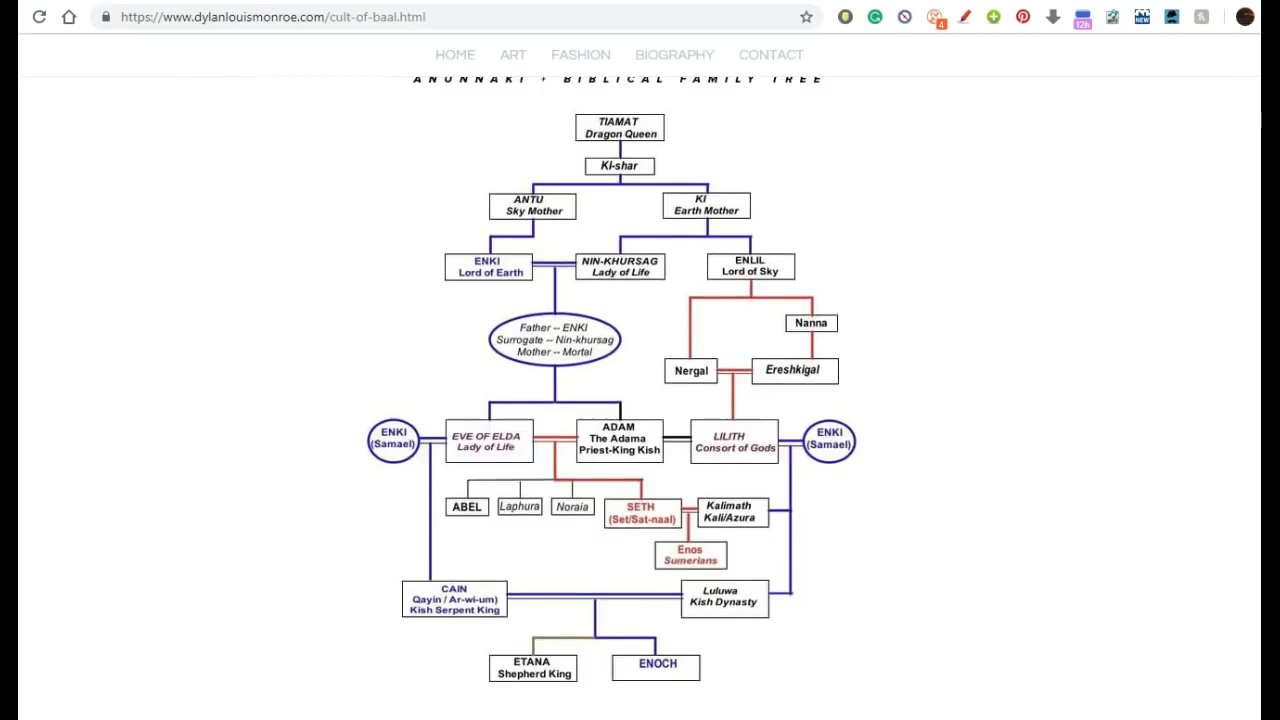 https://www.dylanlouismonroe.com/cult-of-baal.html
4
12h
NEW
HOME ART FASHION BIOGRAPHY CONTACT
ANUNNAKI + BIBLICAL FAMILY TREE
TIAMAT
Dragon Queen
KI-shar
ANTU
Sky Mother
KI
Earth Mother
ENKI
Lord of Earth
NIN-KHURSAG
Lady of Life
ENLIL
Lord of Sky
Nanna
Father -- ENKI
Surrogate -- Nin-khursag
Mother -- Mortal
Nergal
Ereshkigal
ENKI
(Samael)
EVE OF ELDA
Lady of Life
ADAM
The Adama
Priest-King Kish
LILITH
Consort of Gods
ENKI
(Samael)
ABEL
Laphura
Noraia
SETH
(Set/Sat-naal)
Kalimath
Kali/Azura
Enos
Sumerians
CAIN
Qayin / Ar-wi-um)
Kish Serpent King
Luluwa
Kish Dynasty
ETANA
Shepherd King
ENOCH